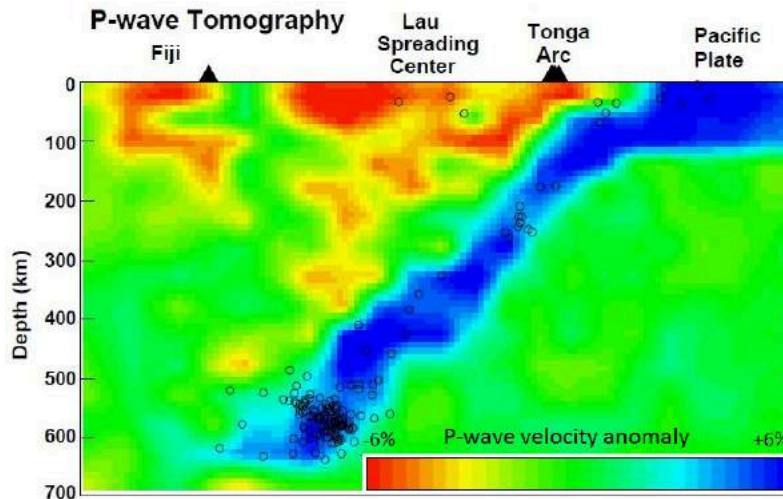 P-wave Tomography
Fiji
Lau
Spreading
Center
Tonga
Arc
Pacific
Plate
Depth (km)
0
100
200
300
400
500
600
700
-6%
P-wave velocity anomaly
+6%